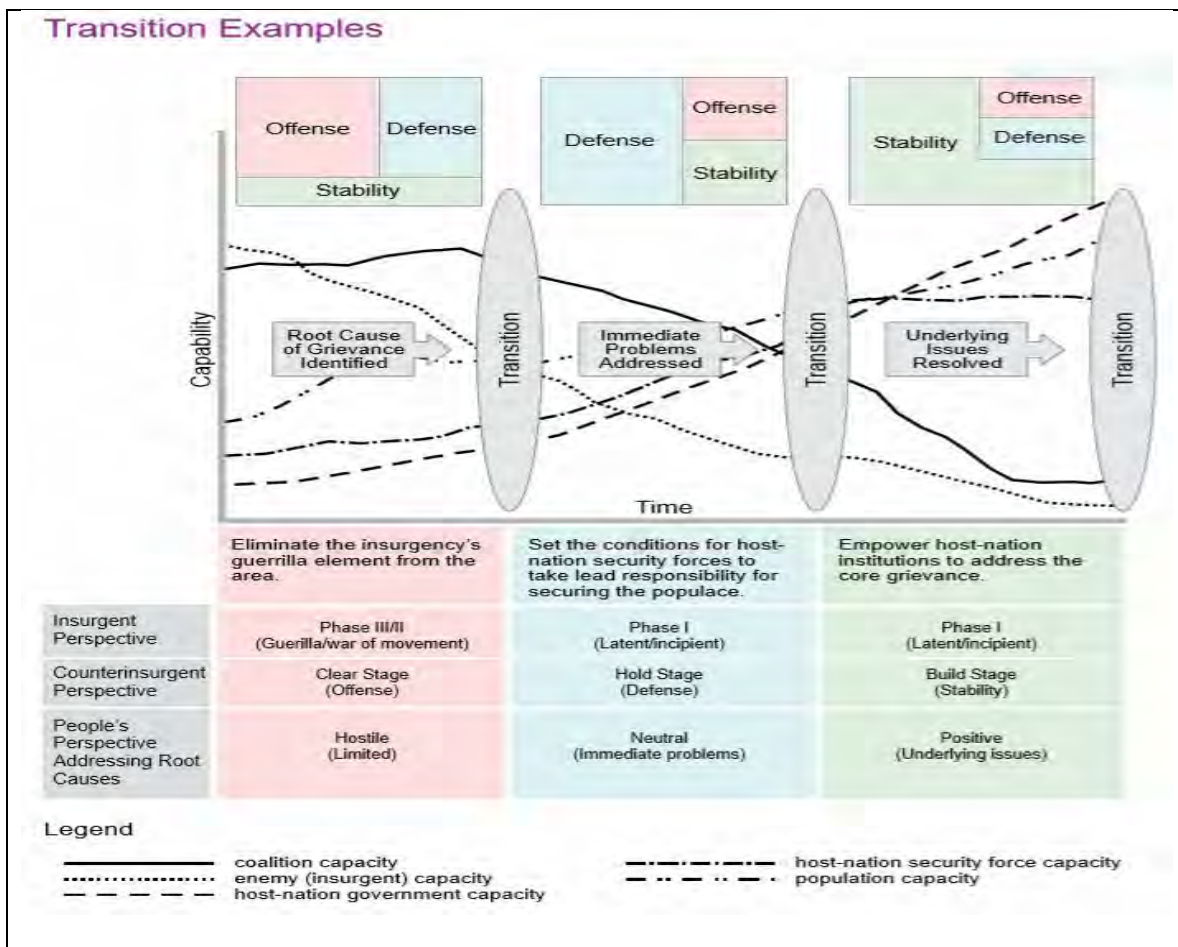 Transition Examples
Offense
Defense
Stability
Defense
Offense
Stability
Stability
Offense
Defense
Capability
Root Cause
of Grievance
Identified
Transition
Immediate
Problems
Addressed
Transition
Underlying
Issues
Resolved
Transition
Time
Eliminate the insurgency's
guerrilla element from the
area.
Set the conditions for host-
nation security forces to
take lead responsibility for
securing the populace.
Empower host-nation
institutions to address the
core grievance.
Insurgent
Perspective
Phase III/II
(Guerilla/war of movement)
Phase I
(Latent/incipient)
Phase I
(Latent/incipient)
Counterinsurgent
Perspective
Clear Stage
(Offense)
Hold Stage
(Defense)
Build Stage
(Stability)
People's
Perspective
Addressing Root
Causes
Hostile
(Limited)
Neutral
(Immediate problems)
Positive
(Underlying issues)
Legend
coalition capacity
enemy (insurgent) capacity
host-nation government capacity
host-nation security force capacity
population capacity